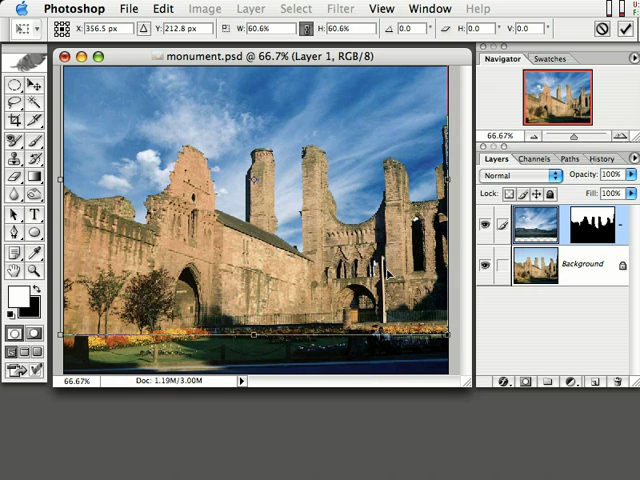 Photoshop File Edit Image Layer Select Filter View Window Help
X: 356.5 px Y: 212.8 px W: 60.6% H: 60.6% 0.0 H: 0.0 V: 0.0
monument.psd @ 66.7% (Layer 1, RGB/8)
Navigator Swatches
66.67%
Layers Channels Paths History
Normal Opacity: 100%
Lock: Fill: 100%
Background
T
66.67% Doc: 1.19M/3.00M